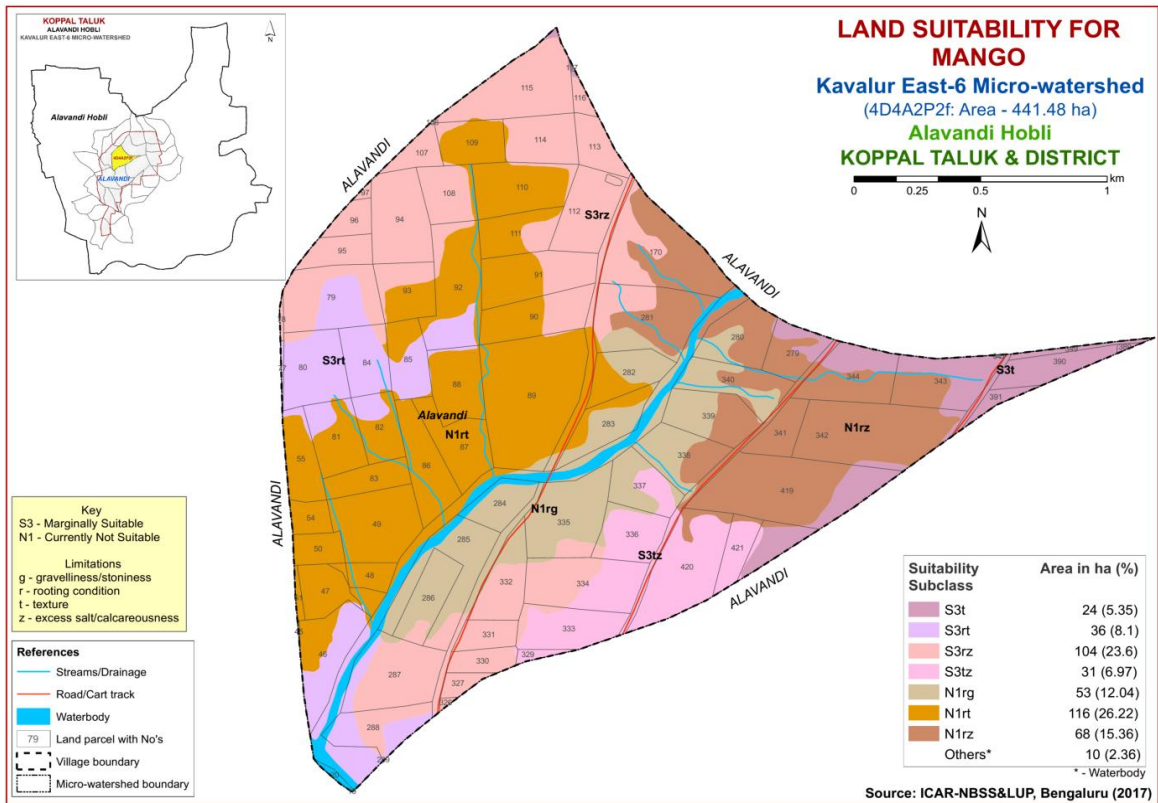 KOPPAL TALUK
ALAVANDI HOBLI
KAVALUR EAST-6 MICRO-WATERSHED
N
Alavandi Hobli
4D4A2P2f
ALAVANDI
LAND SUITABILITY FOR
MANGO
Kavalur East-6 Micro-watershed
(4D4A2P2f: Area - 441.48 ha)
Alavandi Hobli
KOPPAL TALUK & DISTRICT
km
0 0.25 0.5 1
N
115
116
109
114
113
107
108
110
ALAVANDI
97
96
94
112
S3rz
111
95
170
91
ALAVANDI
93
92
79
90
281
78
280
279
S3rt
84
85
77
80
282
344
343
S3t
390
391
340
88
89
Alavandi
N1rt
339
283
341
342
N1rz
82
81
87
338
55
86
83
419
337
284
54
49
N1rg
335
285
336
50
S3tz
421
420
ALAVANDI
48
332
334
47
286
ALAVANDI
333
331
46
330
329
287
327
288
Key
S3 - Marginally Suitable
N1 - Currently Not Suitable
Limitations
g - gravelliness/stoniness
r - rooting condition
t - texture
z - excess salt/calcareousness
References
Streams/Drainage
Road/Cart track
Waterbody
79 Land parcel with No's
Village boundary
Micro-watershed boundary
Suitability Subclass Area in ha (%)
S3t 24 (5.35)
S3rt 36 (8.1)
S3rz 104 (23.6)
S3tz 31 (6.97)
N1rg 53 (12.04)
N1rt 116 (26.22)
N1rz 68 (15.36)
Others* 10 (2.36)
* - Waterbody
Source: ICAR-NBSS&LUP, Bengaluru (2017)